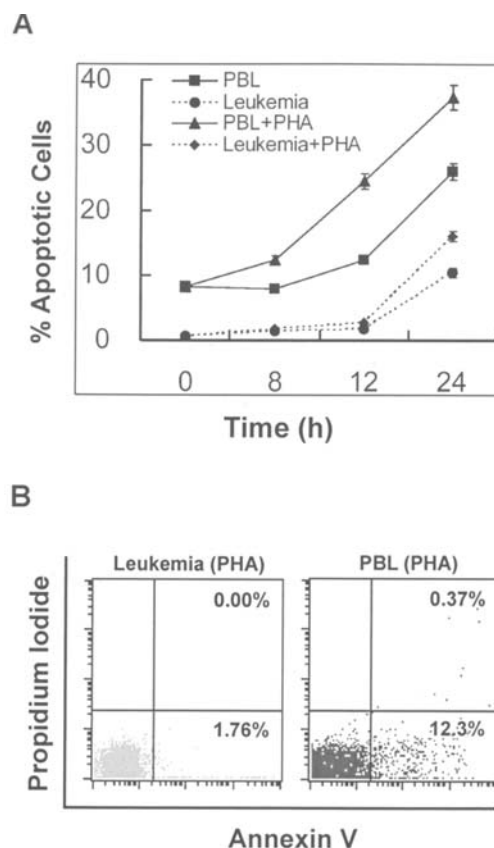 A
% Apoptotic Cells
40
30
20
10
0
PBL
Leukemia
PBL+PHA
Leukemia+PHA
0 8 12 24
Time (h)
B
Propidium Iodide
Leukemia (PHA) PBL (PHA)
0.00% 0.37%
1.76% 12.3%
Annexin V